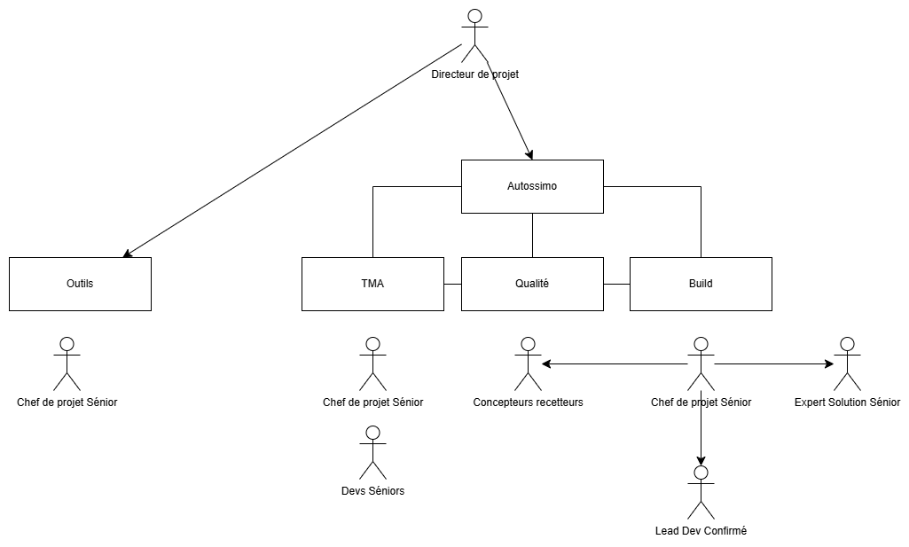 Directeur de projet
Autossimo
Outils
TMA
Qualité
Build
Chef de projet Sénior
Chef de projet Sénior
Concepteurs recetteurs
Chef de projet Sénior
Expert Solution Sénior
Devs Séniors
Lead Dev Confirmé